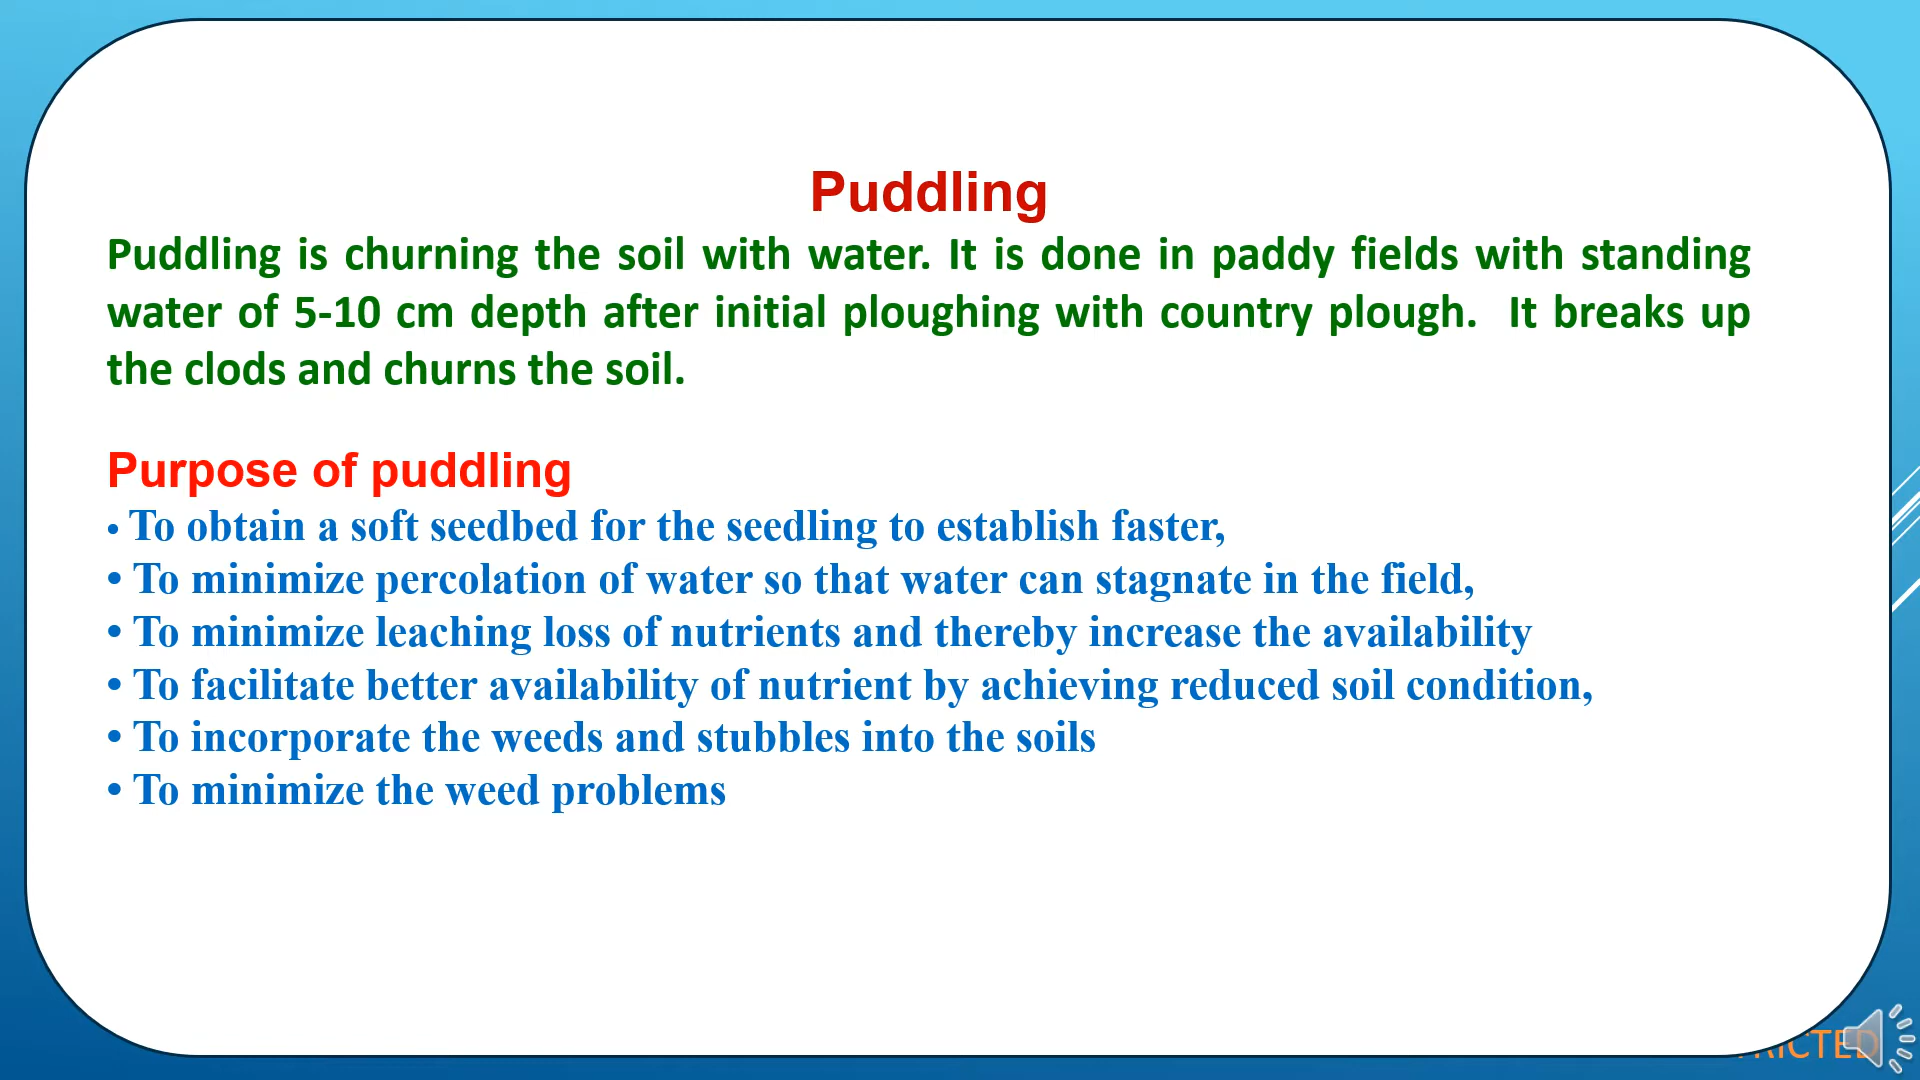 Puddling
Puddling is churning the soil with water. It is done in paddy fields with standing
water of 5-10 cm depth after initial ploughing with country plough. It breaks up
the clods and churns the soil.
Purpose of puddling
• To obtain a soft seedbed for the seedling to establish faster,
• To minimize percolation of water so that water can stagnate in the field,
• To minimize leaching loss of nutrients and thereby increase the availability
• To facilitate better availability of nutrient by achieving reduced soil condition,
• To incorporate the weeds and stubbles into the soils
• To minimize the weed problems